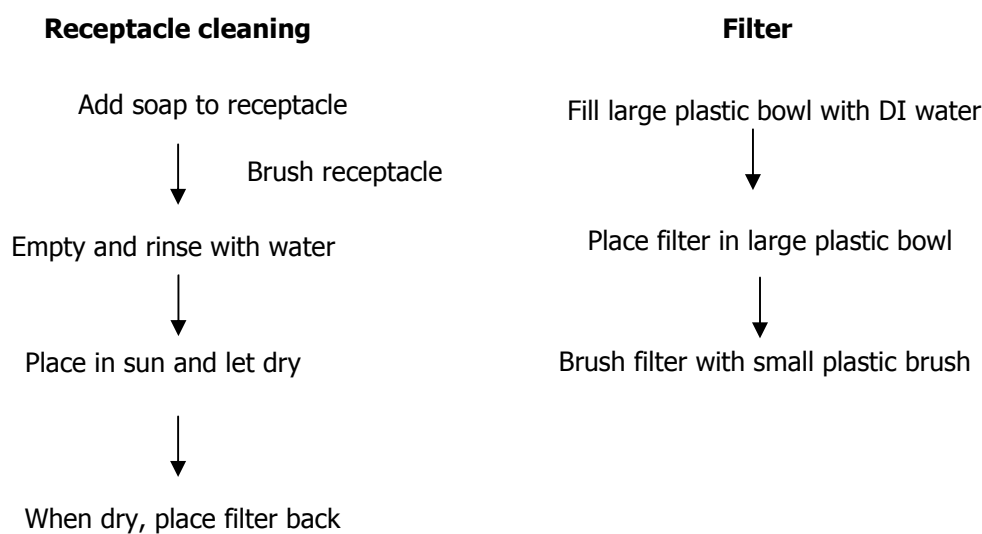 Receptacle cleaning
Add soap to receptacle
Brush receptacle
Empty and rinse with water
Place in sun and let dry
When dry, place filter back
Filter
Fill large plastic bowl with DI water
Place filter in large plastic bowl
Brush filter with small plastic brush